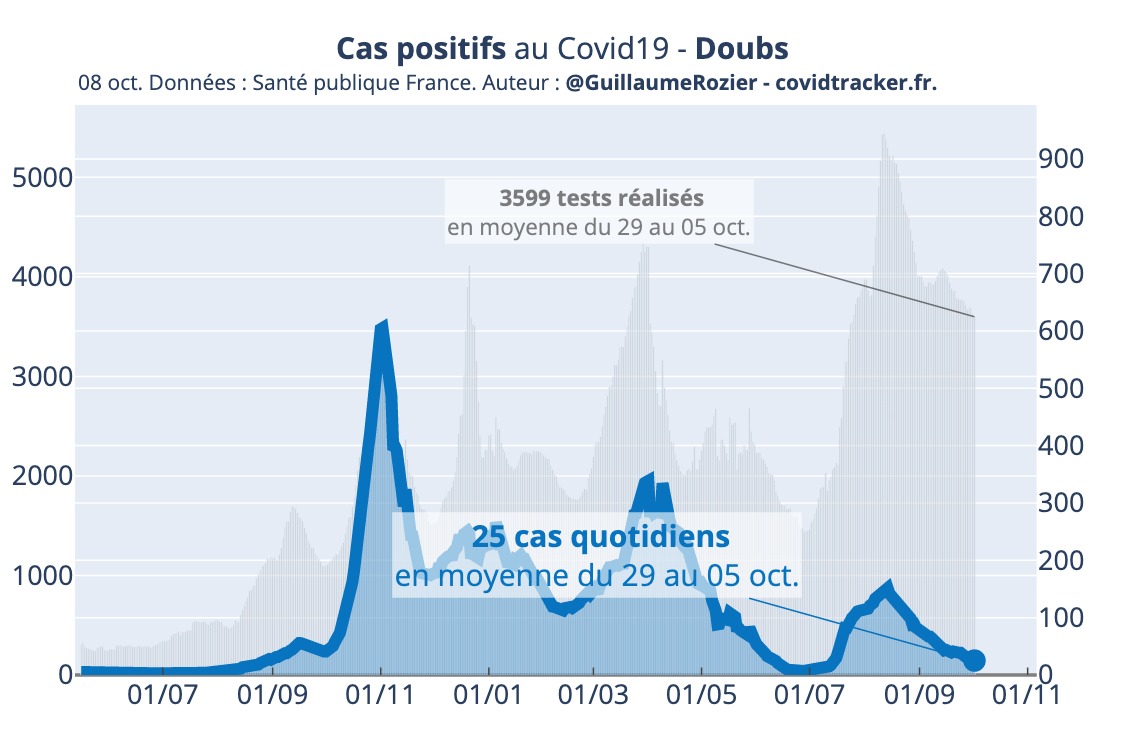 Cas positifs au Covid19 - Doubs
08 oct. Données : Santé publique France. Auteur : @GuillaumeRozier - covidtracker.fr.
900
5000
3599 tests réalisés
800
en moyenne du 29 au 05 oct.
700
4000
600
3000
500
400
2000
300
25 cas quotidiens
200
1000
en moyenne du 29 au 05 oct.
100
0
0
01/07 01/09 01/11 01/01 01/03 01/05 01/07 01/09 01/11